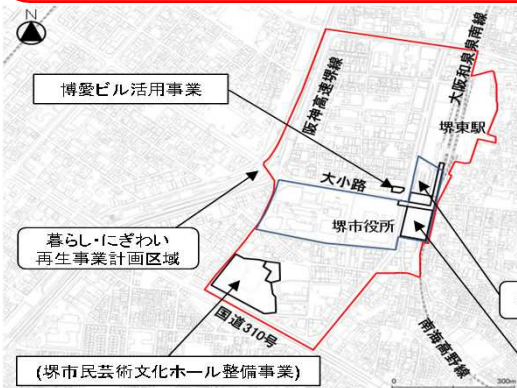 N
博愛ビル活用事業
阪神高速堺線
大阪和泉泉南線
堺東駅
大小路
堺市役所
暮らし・にぎわい
再生事業計画区域
国道310号
南海高野線
(堺市民芸術文化ホール整備事業)
0 300m